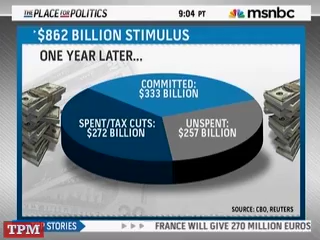 THE PLACE FOR POLITICS
9:04 PT
msnbc
$862 BILLION STIMULUS
ONE YEAR LATER...
COMMITTED:
$333 BILLION
SPENT/TAX CUTS:
$272 BILLION
UNSPENT:
$257 BILLION
SOURCE: CBO, REUTERS
TPM
STORIES
FRANCE WILL GIVE 270 MILLION EUROS